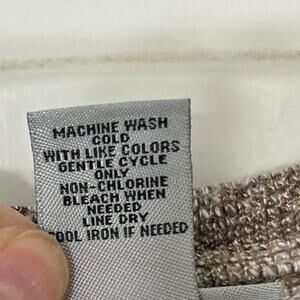 MACHINE WASH
COLD
WITH LIKE COLORS
GENTLE CYCLE
ONLY
NON-CHLORINE
BLEACH WHEN
NEEDED
LINE DRY
COOL IRON IF NEEDED